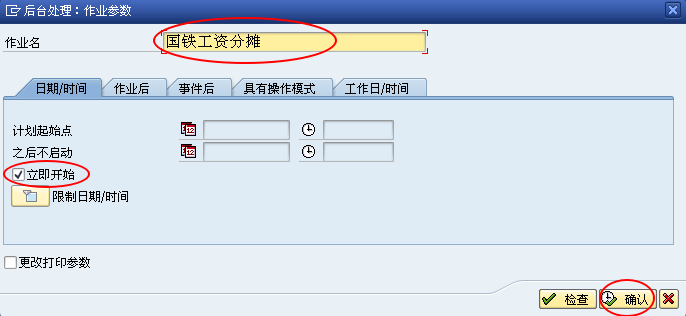 后台处理：作业参数
作业名 国铁工资分摊
日期/时间 作业后 事件后 具有操作模式 工作日/时间
计划起始点
之后不启动
立即开始
限制日期/时间
更改打印参数
检查 确认